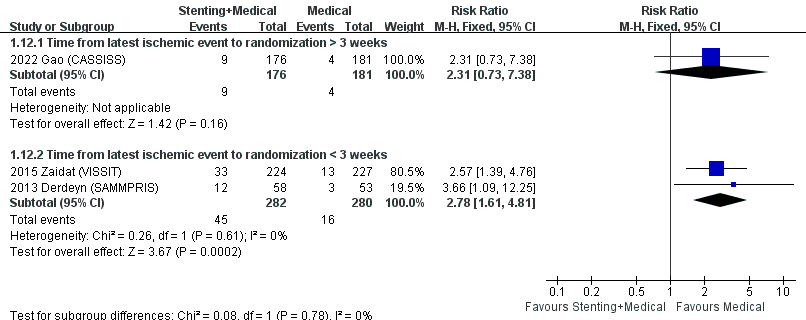 Stenting+Medical Medical Risk Ratio Risk Ratio
Study or Subgroup Events Total Events Total Weight M-H, Fixed, 95% CI M-H, Fixed, 95% CI
1.12.1 Time from latest ischemic event to randomization > 3 weeks
2022 Gao (CASSISS) 9 176 4 181 100.0% 2.31 [0.73, 7.38]
Subtotal (95% CI) 176 181 100.0% 2.31 [0.73, 7.38]
Total events 9 4
Heterogeneity: Not applicable
Test for overall effect: Z = 1.42 (P = 0.16)
1.12.2 Time from latest ischemic event to randomization < 3 weeks
2015 Zaidat (VISSIT) 33 224 13 227 80.5% 2.57 [1.39, 4.76]
2013 Derdeyn (SAMMPRIS) 12 58 3 53 19.5% 3.66 [1.09, 12.25]
Subtotal (95% CI) 282 280 100.0% 2.78 [1.61, 4.81]
Total events 45 16
Heterogeneity: Chi² = 0.26, df = 1 (P = 0.61); I² = 0%
Test for overall effect: Z = 3.67 (P = 0.0002)
0.1 0.2 0.5 1 2 5 10
Favours Stenting+Medical Favours Medical
Test for subgroup differences: Chi² = 0.08, df = 1 (P = 0.78), I² = 0%